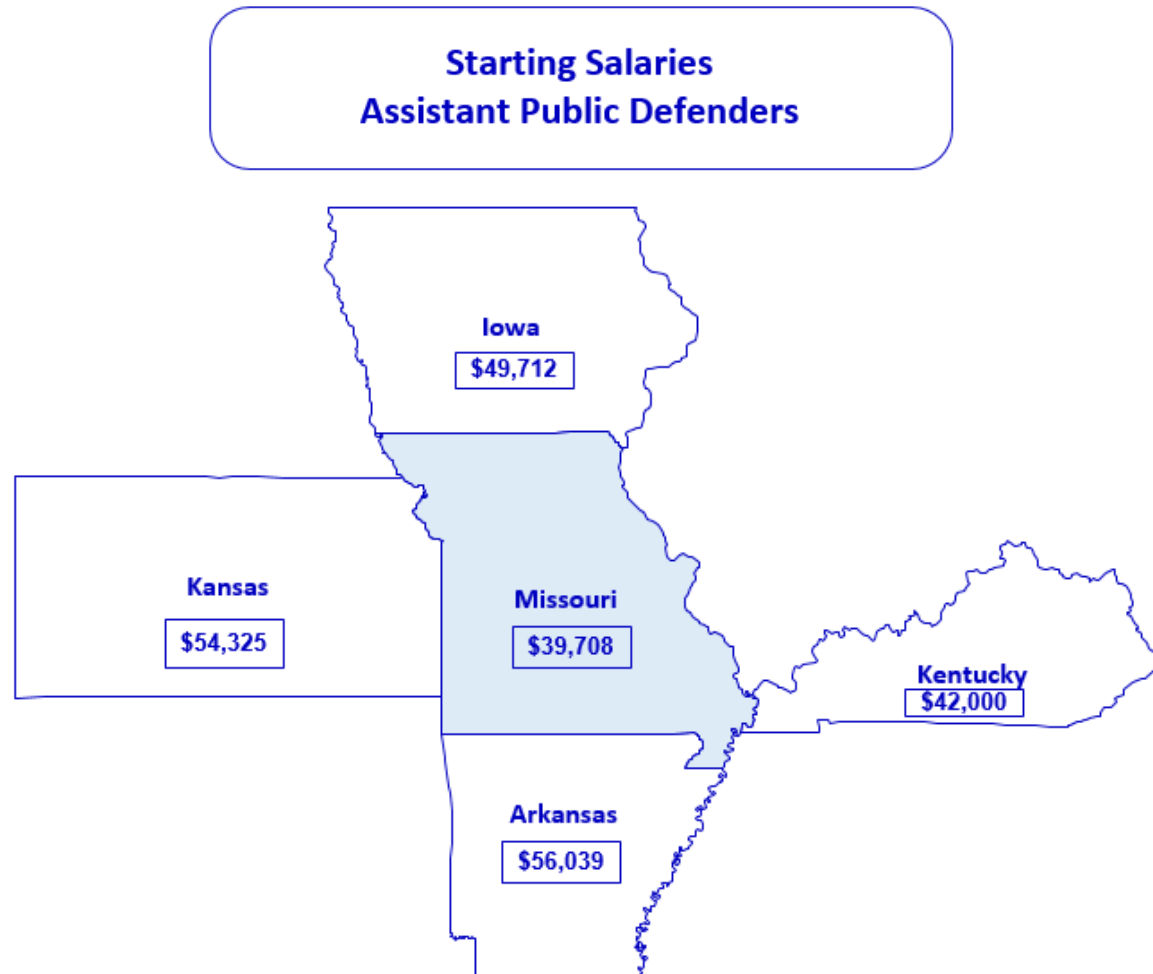 Starting Salaries
Assistant Public Defenders
Iowa
$49,712
Kansas
$54,325
Missouri
$39,708
Kentucky
$42,000
Arkansas
$56,039